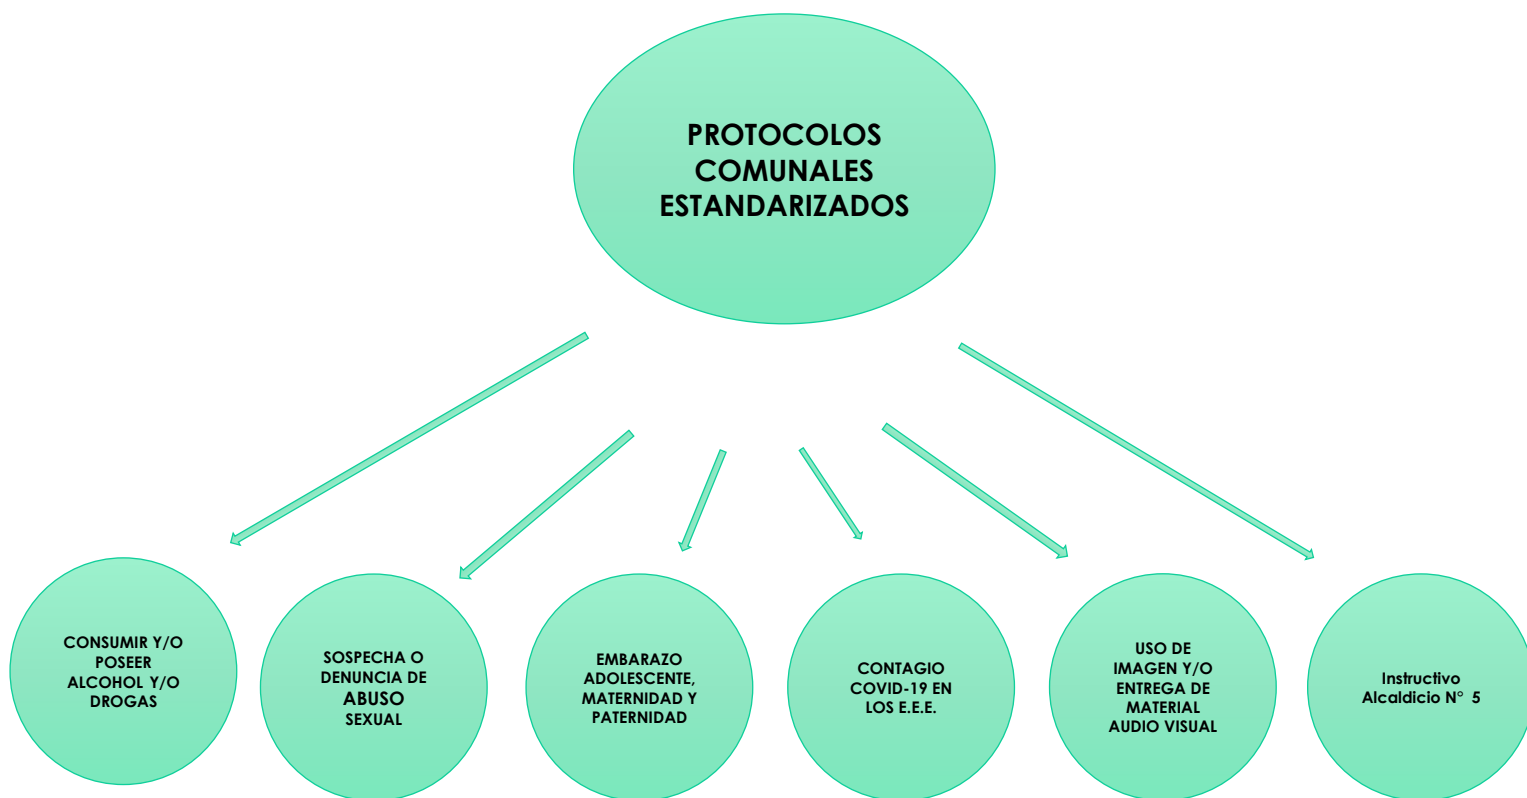 PROTOCOLOS
COMUNALES
ESTANDARIZADOS
CONSUMIR Y/O
POSEER
ALCOHOL Y/O
DROGAS
SOSPECHA O
DENUNCIA DE
ABUSO
SEXUAL
EMBARAZO
ADOLESCENTE,
MATERNIDAD Y
PATERNIDAD
CONTAGIO
COVID-19 EN
LOS E.E.E.
USO DE
IMAGEN Y/O
ENTREGA DE
MATERIAL
AUDIO VISUAL
Instructivo
Alcaldicio N° 5